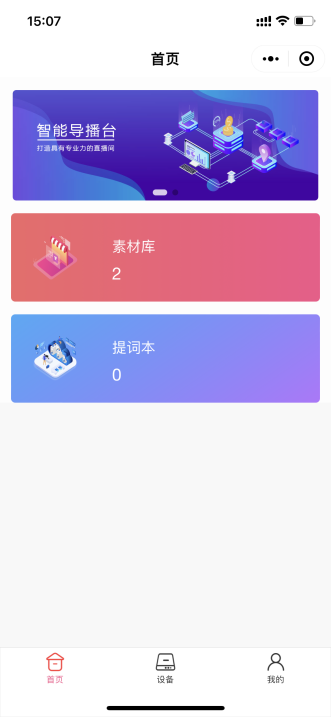 15:07
首页
智能导播台
打造具有专业力的直播间
素材库
2
提词本
0
首页
设备
我的